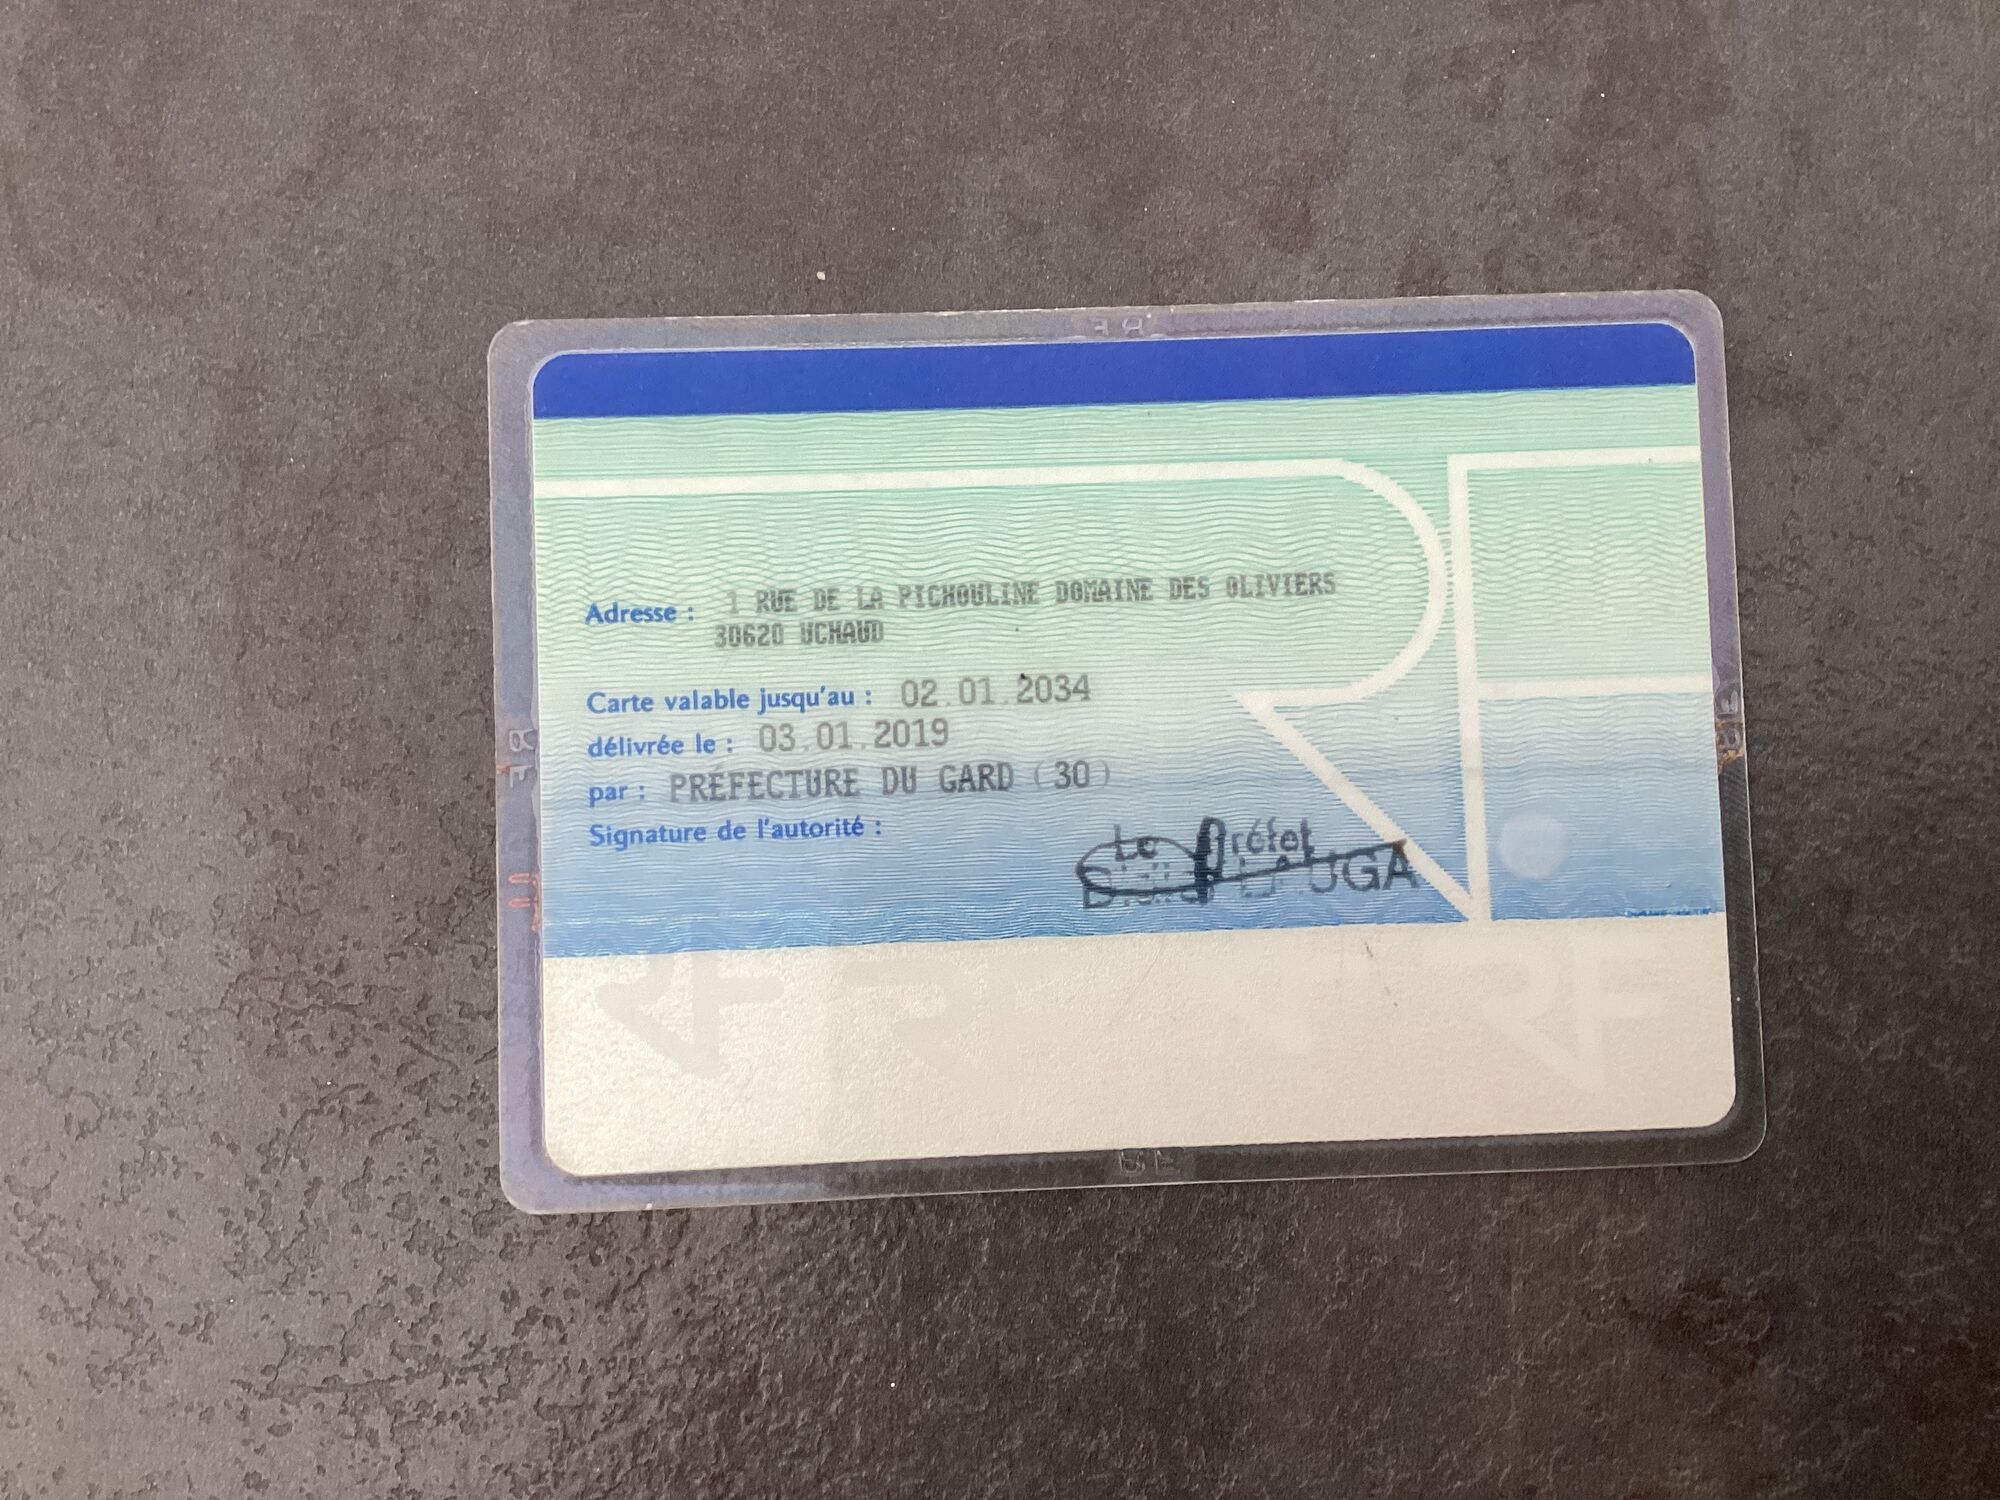 Adresse : 1 RUE DE LA PICHOULINE DOMAINE DES OLIVIERS
30620 UCHAUD
Carte valable jusqu'au : 02.01.2034
délivrée le : 03.01.2019
par : PRÉFECTURE DU GARD (30)
Signature de l'autorité :
Le Préfet
RF